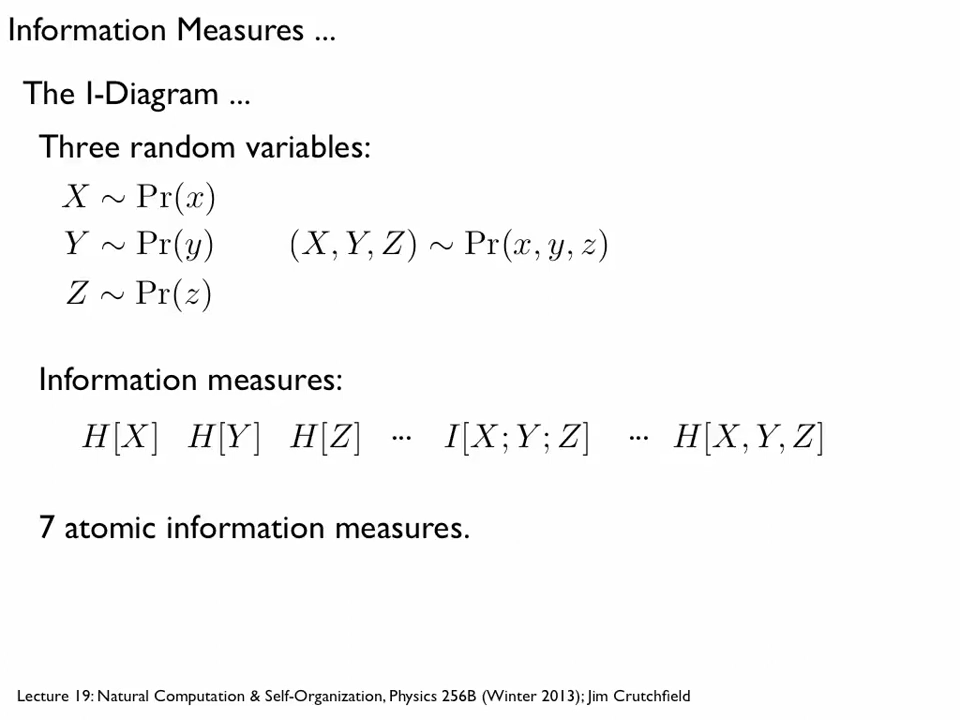 Information Measures ...
The I-Diagram ...
Three random variables:
X ∼ Pr(x)
Y ∼ Pr(y) (X, Y, Z) ∼ Pr(x, y, z)
Z ∼ Pr(z)
Information measures:
H[X] H[Y] H[Z] ··· I[X; Y; Z] ··· H[X, Y, Z]
7 atomic information measures.
Lecture 19: Natural Computation & Self-Organization, Physics 256B (Winter 2013); Jim Crutchfield